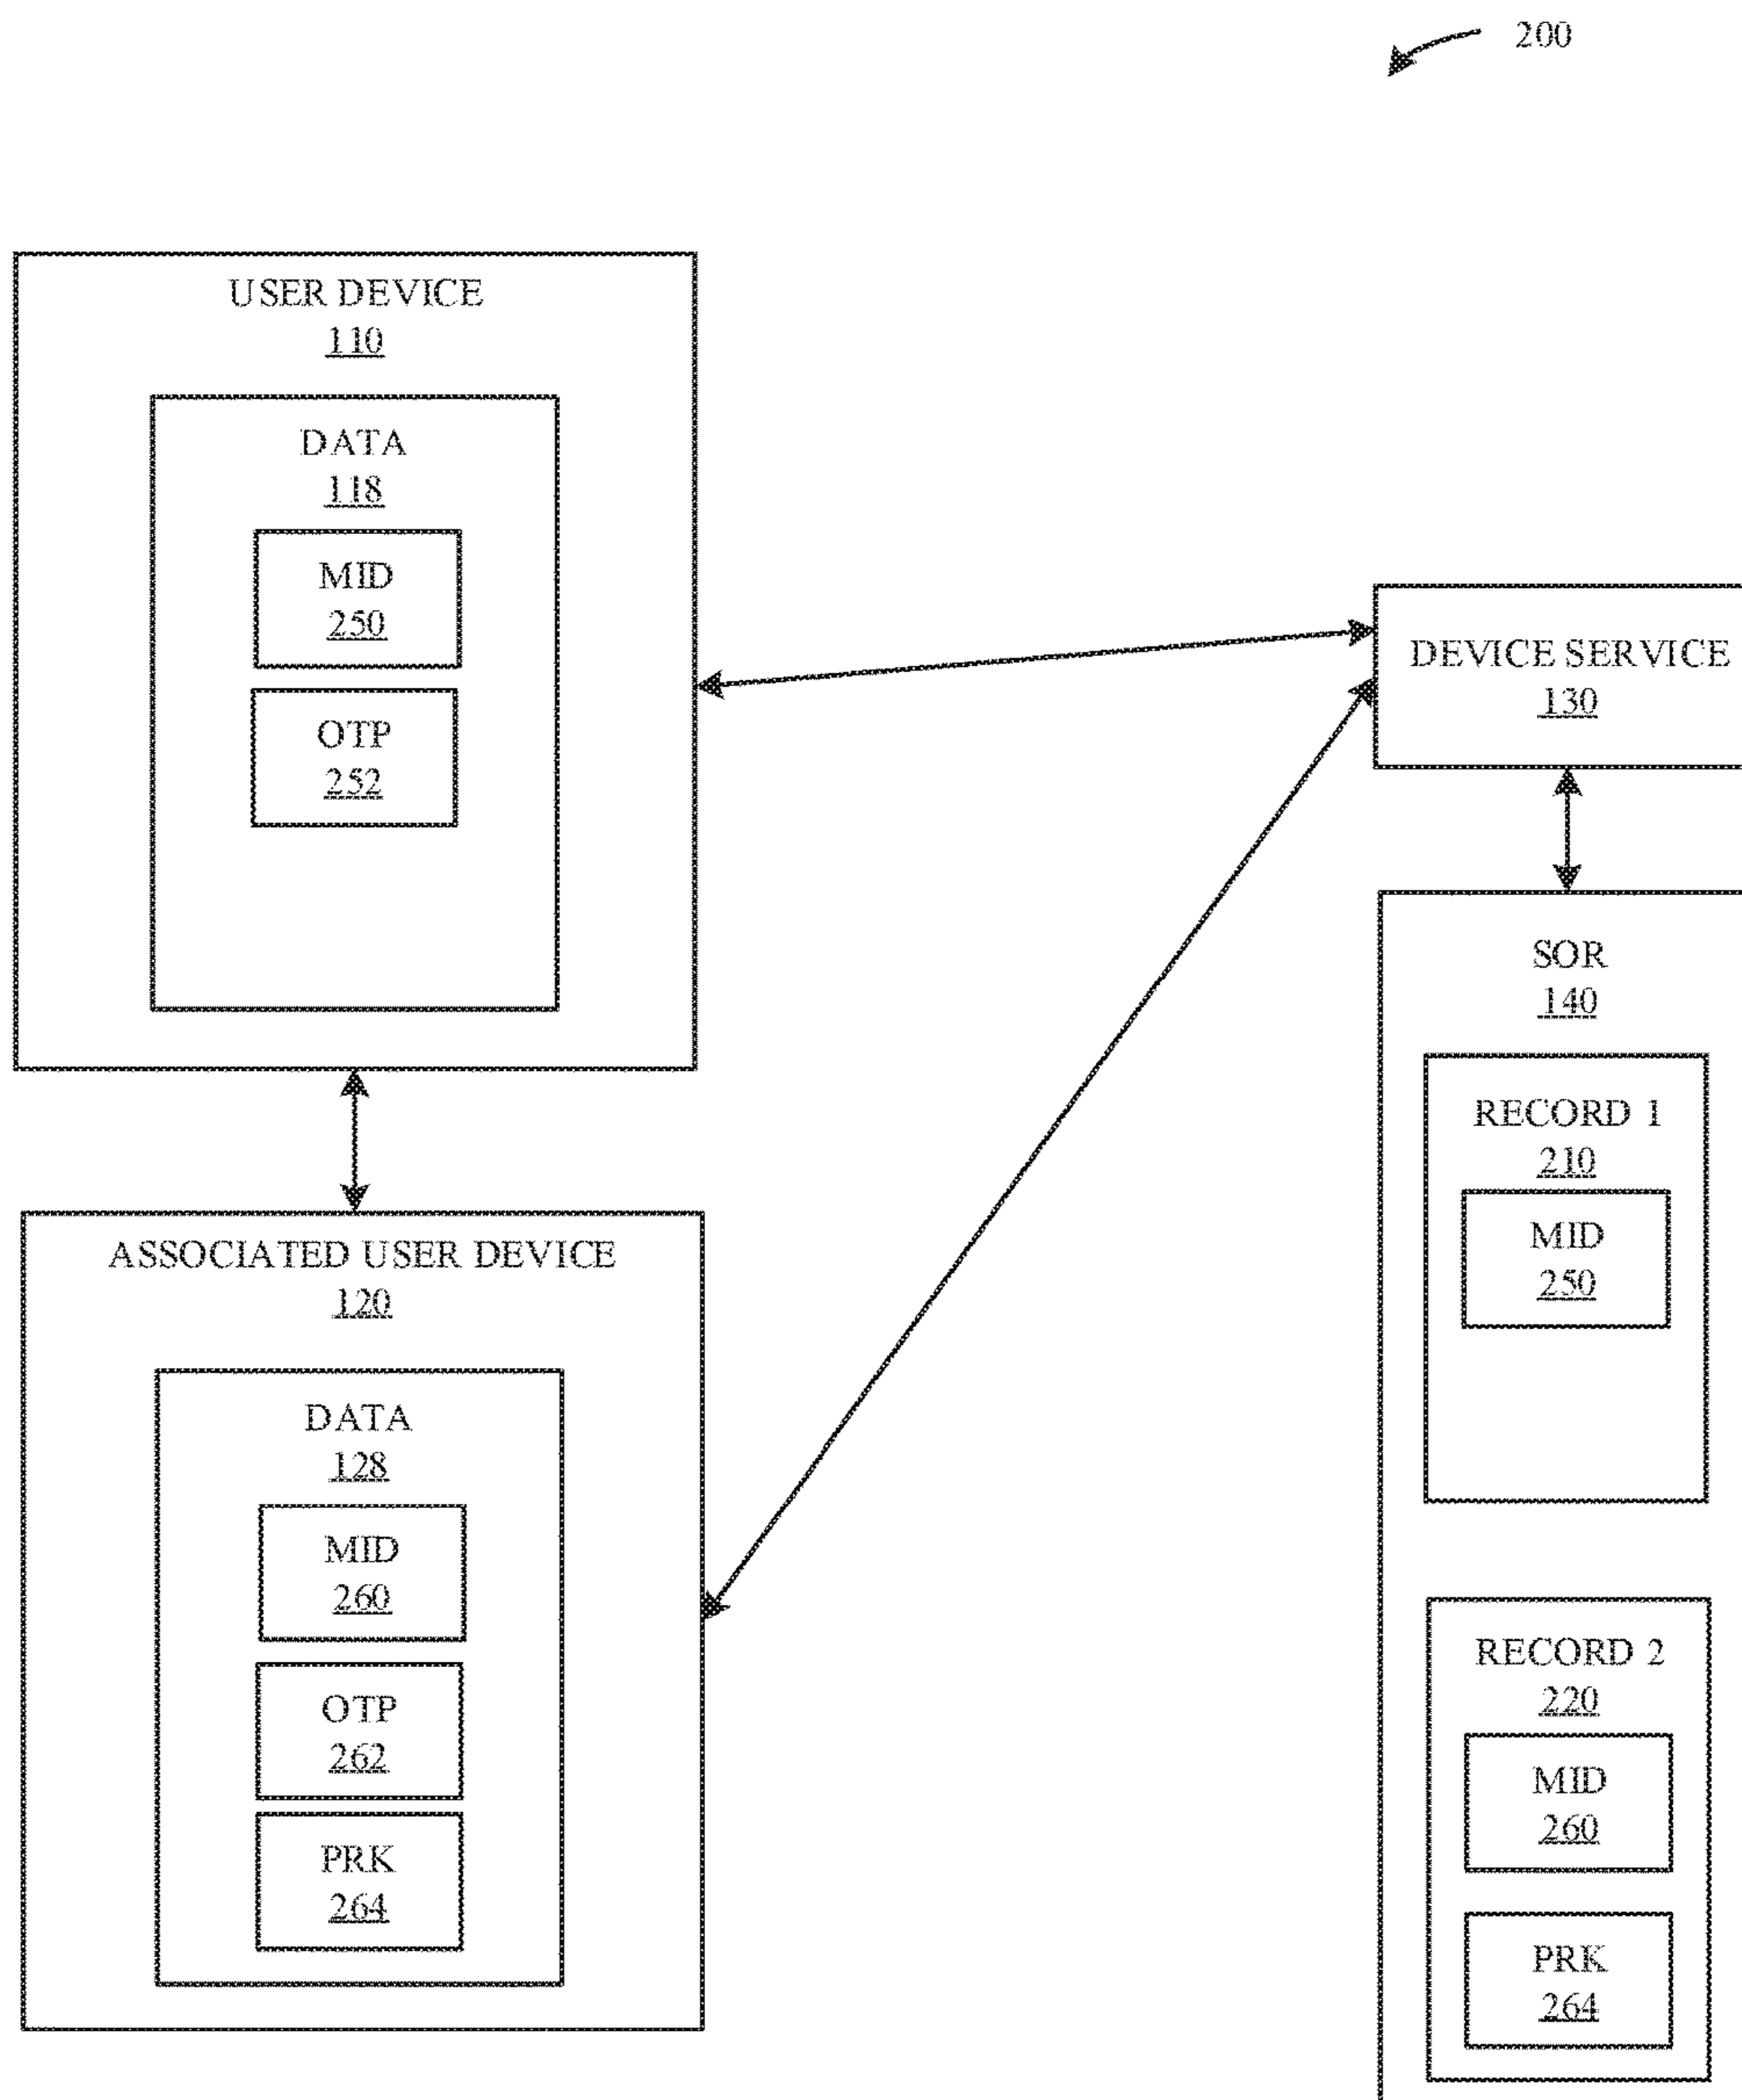 200
USER DEVICE
110
DATA
118
MID
250
OTP
252
DEVICE SERVICE
130
SOR
140
RECORD 1
210
MID
250
ASSOCIATED USER DEVICE
120
DATA
128
MID
260
OTP
262
PRK
264
RECORD 2
220
MID
260
PRK
264